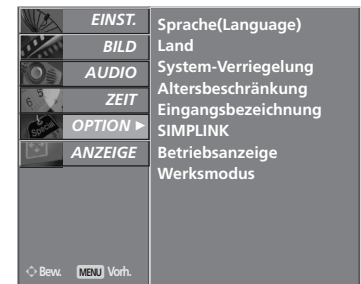 EINST.
BILD
AUDIO
ZEIT
OPTION ►
ANZEIGE
Sprache(Language)
Land
System-Verriegelung
Altersbeschränkung
Eingangsbezeichnung
SIMPLINK
Betriebsanzeige
Werksmodus
Bew. MENU Vorh.